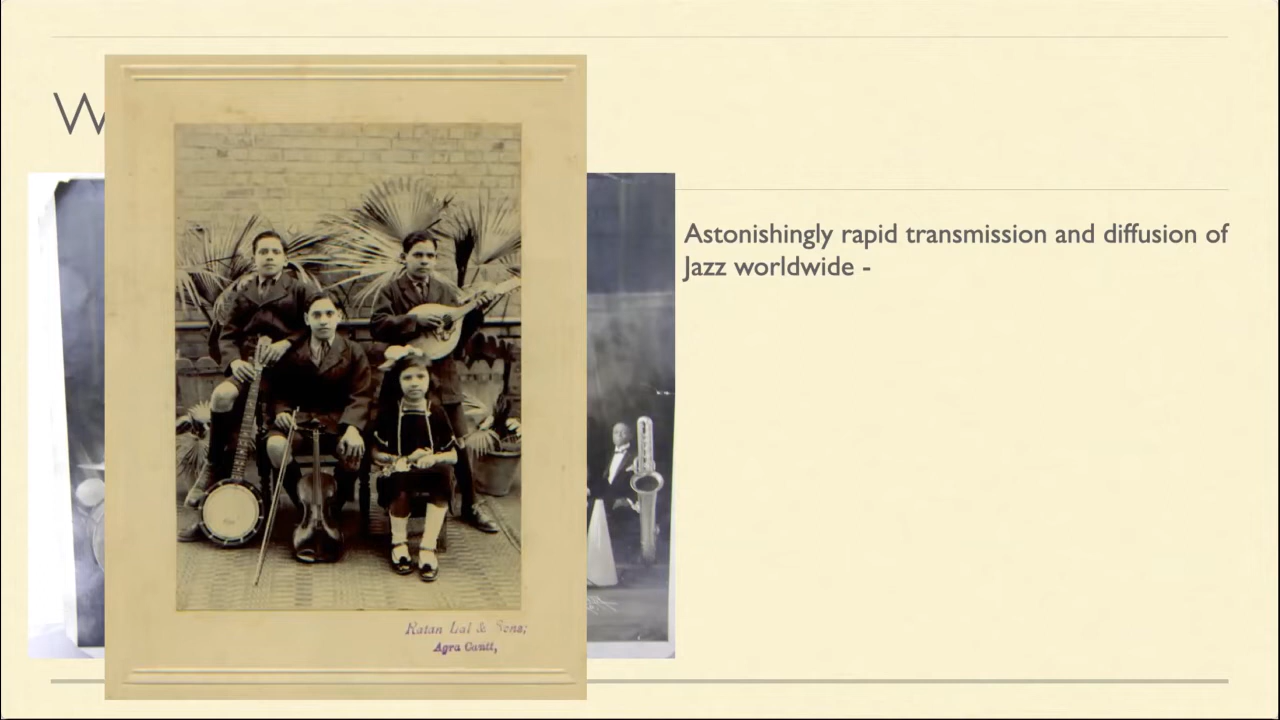 W
Astonishingly rapid transmission and diffusion of
Jazz worldwide -
Ratan Lal & Sons;
Agra Cantt,